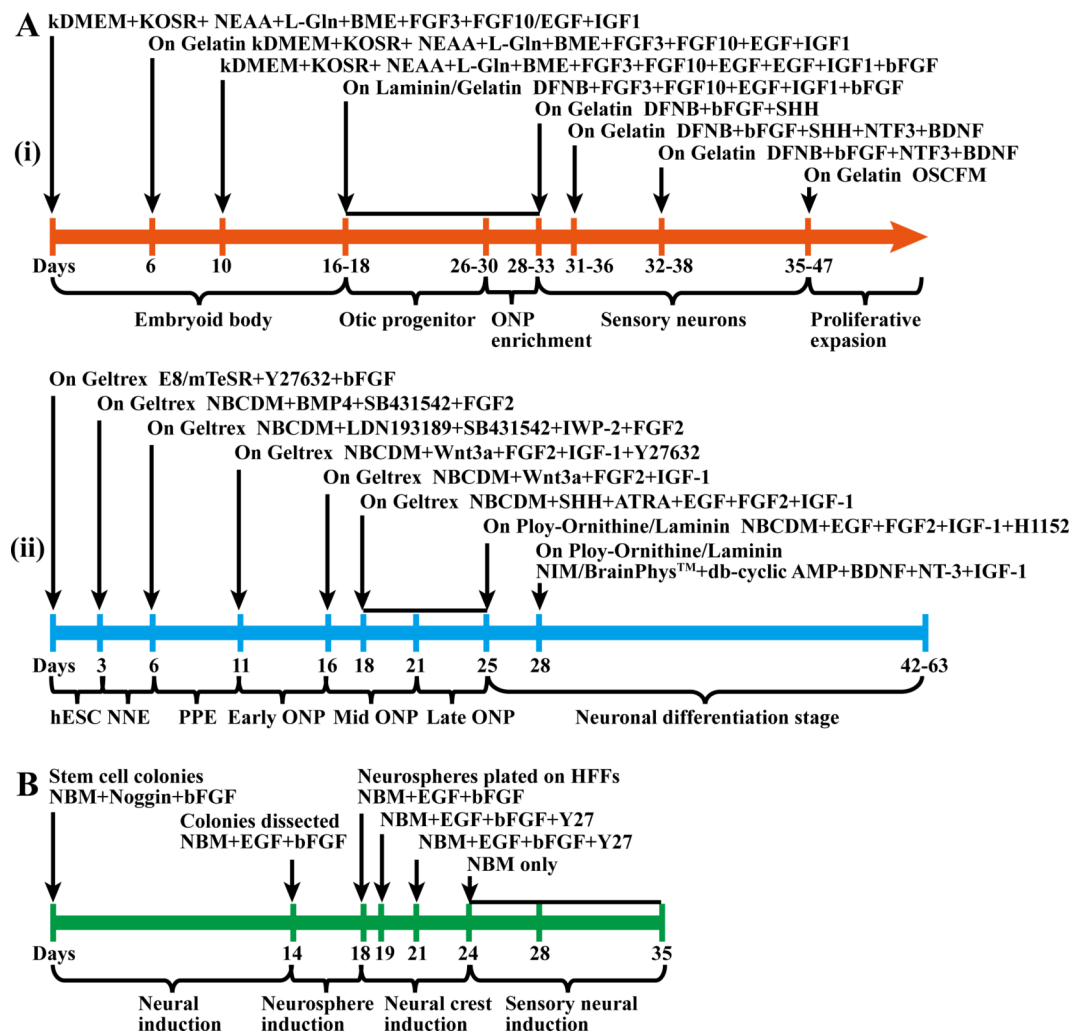 A
kDMEM+KOSR+ NEAA+L-Gln+BME+FGF3+FGF10/EGF+IGF1
On Gelatin kDMEM+KOSR+ NEAA+L-Gln+BME+FGF3+FGF10+EGF+IGF1
kDMEM+KOSR+ NEAA+L-Gln+BME+FGF3+FGF10+EGF+EGF+IGF1+bFGF
On Laminin/Gelatin DFNB+FGF3+FGF10+EGF+IGF1+bFGF
On Gelatin DFNB+bFGF+SHH
On Gelatin DFNB+bFGF+SHH+NTF3+BDNF
On Gelatin DFNB+bFGF+NTF3+BDNF
On Gelatin OSCFM
(i)
Days 6 10 16-18 26-30 28-33 31-36 32-38 35-47
Embryoid body Otic progenitor ONP Sensory neurons Proliferative
enrichment expasion
On Geltrex E8/mTeSR+Y27632+bFGF
On Geltrex NBCDM+BMP4+SB431542+FGF2
On Geltrex NBCDM+LDN193189+SB431542+IWP-2+FGF2
On Geltrex NBCDM+Wnt3a+FGF2+IGF-1+Y27632
On Geltrex NBCDM+Wnt3a+FGF2+IGF-1
On Geltrex NBCDM+SHH+ATRA+EGF+FGF2+IGF-1
On Ploy-Ornithine/Laminin NBCDM+EGF+FGF2+IGF-1+H1152
(ii)
On Ploy-Ornithine/Laminin
NIM/BrainPhys™+db-cyclic AMP+BDNF+NT-3+IGF-1
Days 3 6 11 16 18 21 25 28 42-63
hESC NNE PPE Early ONP Mid ONP Late ONP Neuronal differentiation stage
B
Stem cell colonies
NBM+Noggin+bFGF
Colonies dissected
NBM+EGF+bFGF
Neurospheres plated on HFFs
NBM+EGF+bFGF
NBM+EGF+bFGF+Y27
NBM+EGF+bFGF+Y27
NBM only
Days 14 18 19 21 24 28 35
Neural Neurosphere Neural crest Sensory neural
induction induction induction induction